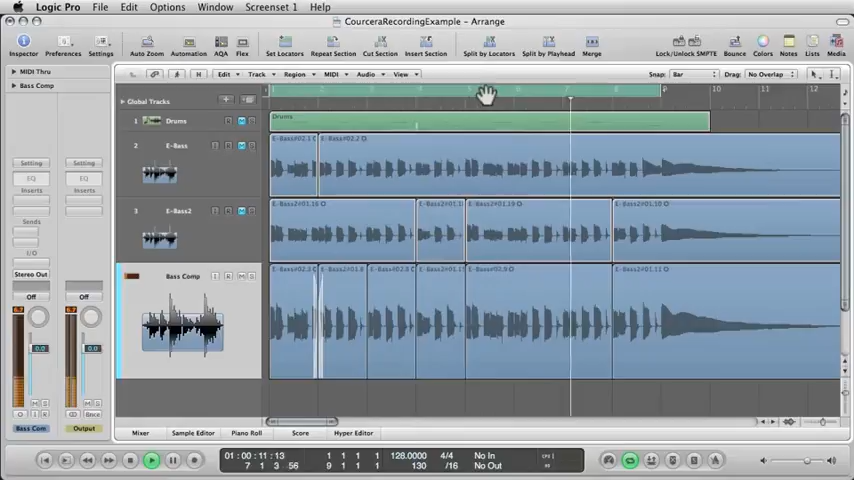 Logic Pro File Edit Options Window Screenset 1 Help
CourceraRecordingExample - Arrange
Inspector Preferences Settings Auto Zoom Automation AQA Flex Set Locators Repeat Section Cut Section Insert Section Split by Locators Split by Playhead Merge Lock/Unlock SMPTE Bounce Colors Notes Lists Media
MIDI Thru
Edit Track Region MIDI Audio View Snap: Bar Drag: No Overlap
Bass Comp
Global Tracks
10 11 12
1 Drums
Drums
2 E-Bass
3 E-Bass2
Bass Comp
Setting Setting
EQ EQ
Inserts Inserts
Sends
I/O
Stereo Out
Off Off
0.0 0.0
Bnce
Bass Com Output
Mixer Sample Editor Piano Roll Score Hyper Editor
01:00:11:13 1 1 1 1 128.0000 4/4 No In
7 1 3 56 9 1 1 1 130 /16 No Out